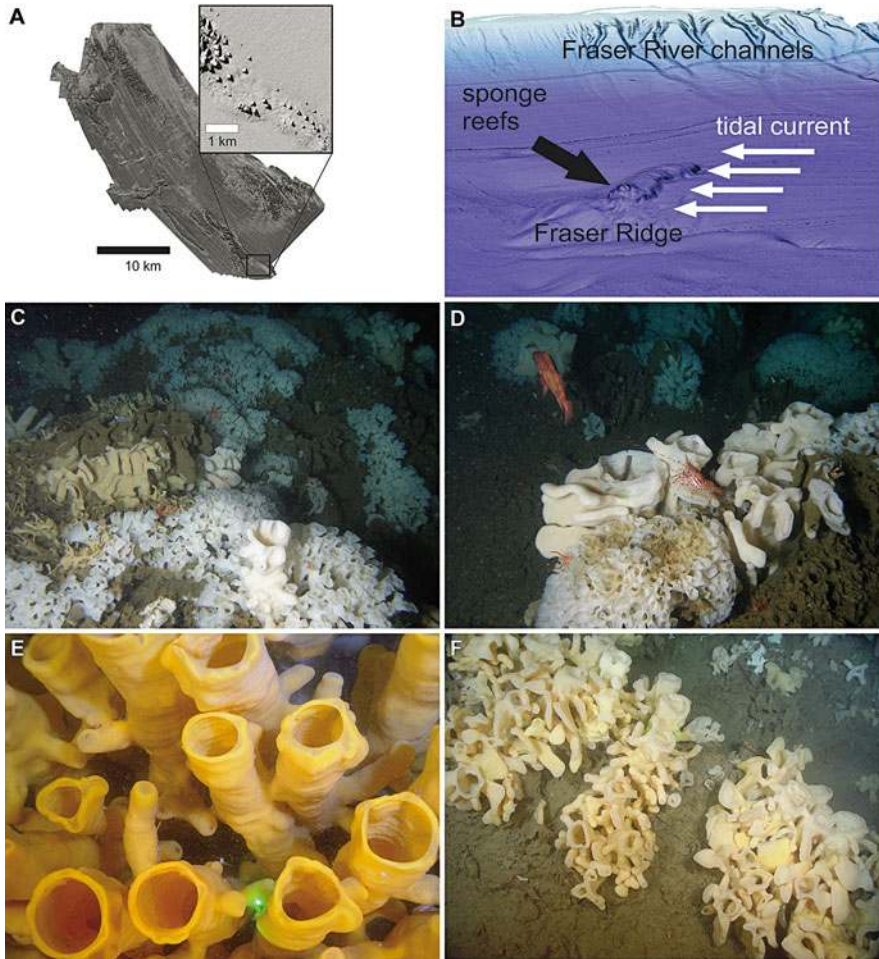 A
1 km
10 km
B
Fraser River channels
sponge
reefs
tidal current
Fraser Ridge
C
D
E
F